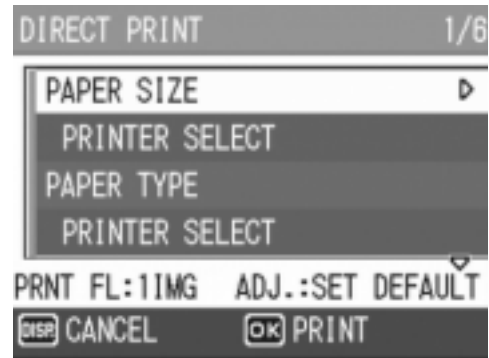 DIRECT PRINT 1/6
PAPER SIZE
PRINTER SELECT
PAPER TYPE
PRINTER SELECT
PRNT FL:1IMG ADJ.:SET DEFAULT
DISP. CANCEL OK PRINT